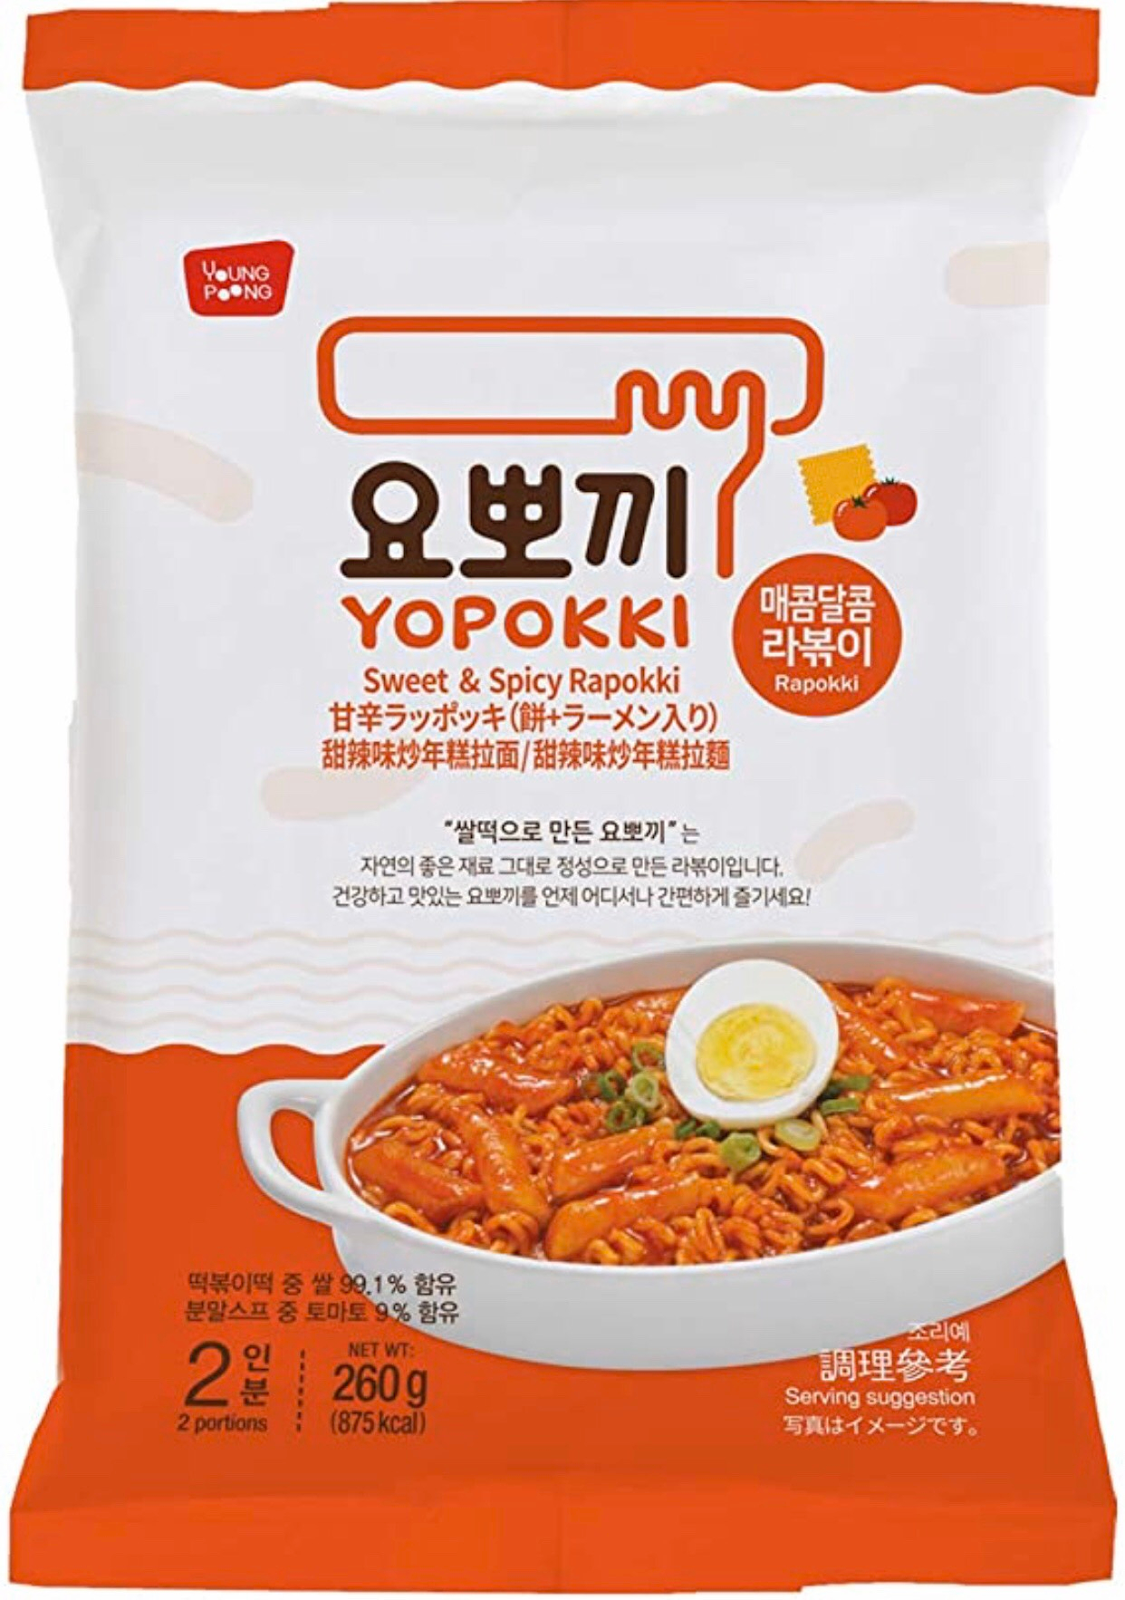 YOUNG
POONG
요뽀끼
YOPOKKI
매콤달콤
라볶이
Rapokki
Sweet & Spicy Rapokki
甘辛ラッポッキ(餅+ラーメン入り)
甜辣味炒年糕拉面/甜辣味炒年糕拉麵
"쌀떡으로 만든 요뽀끼"는
자연의 좋은 재료 그대로 정성으로 만든 라볶이입니다.
건강하고 맛있는 요뽀끼를 언제 어디서나 간편하게 즐기세요!
떡볶이떡 중 쌀 99.1% 함유
분말스프 중 토마토 9% 함유
2인분
2 portions
NET WT:
260g
(875kcal)
조리예
調理參考
Serving suggestion
写真はイメージです。